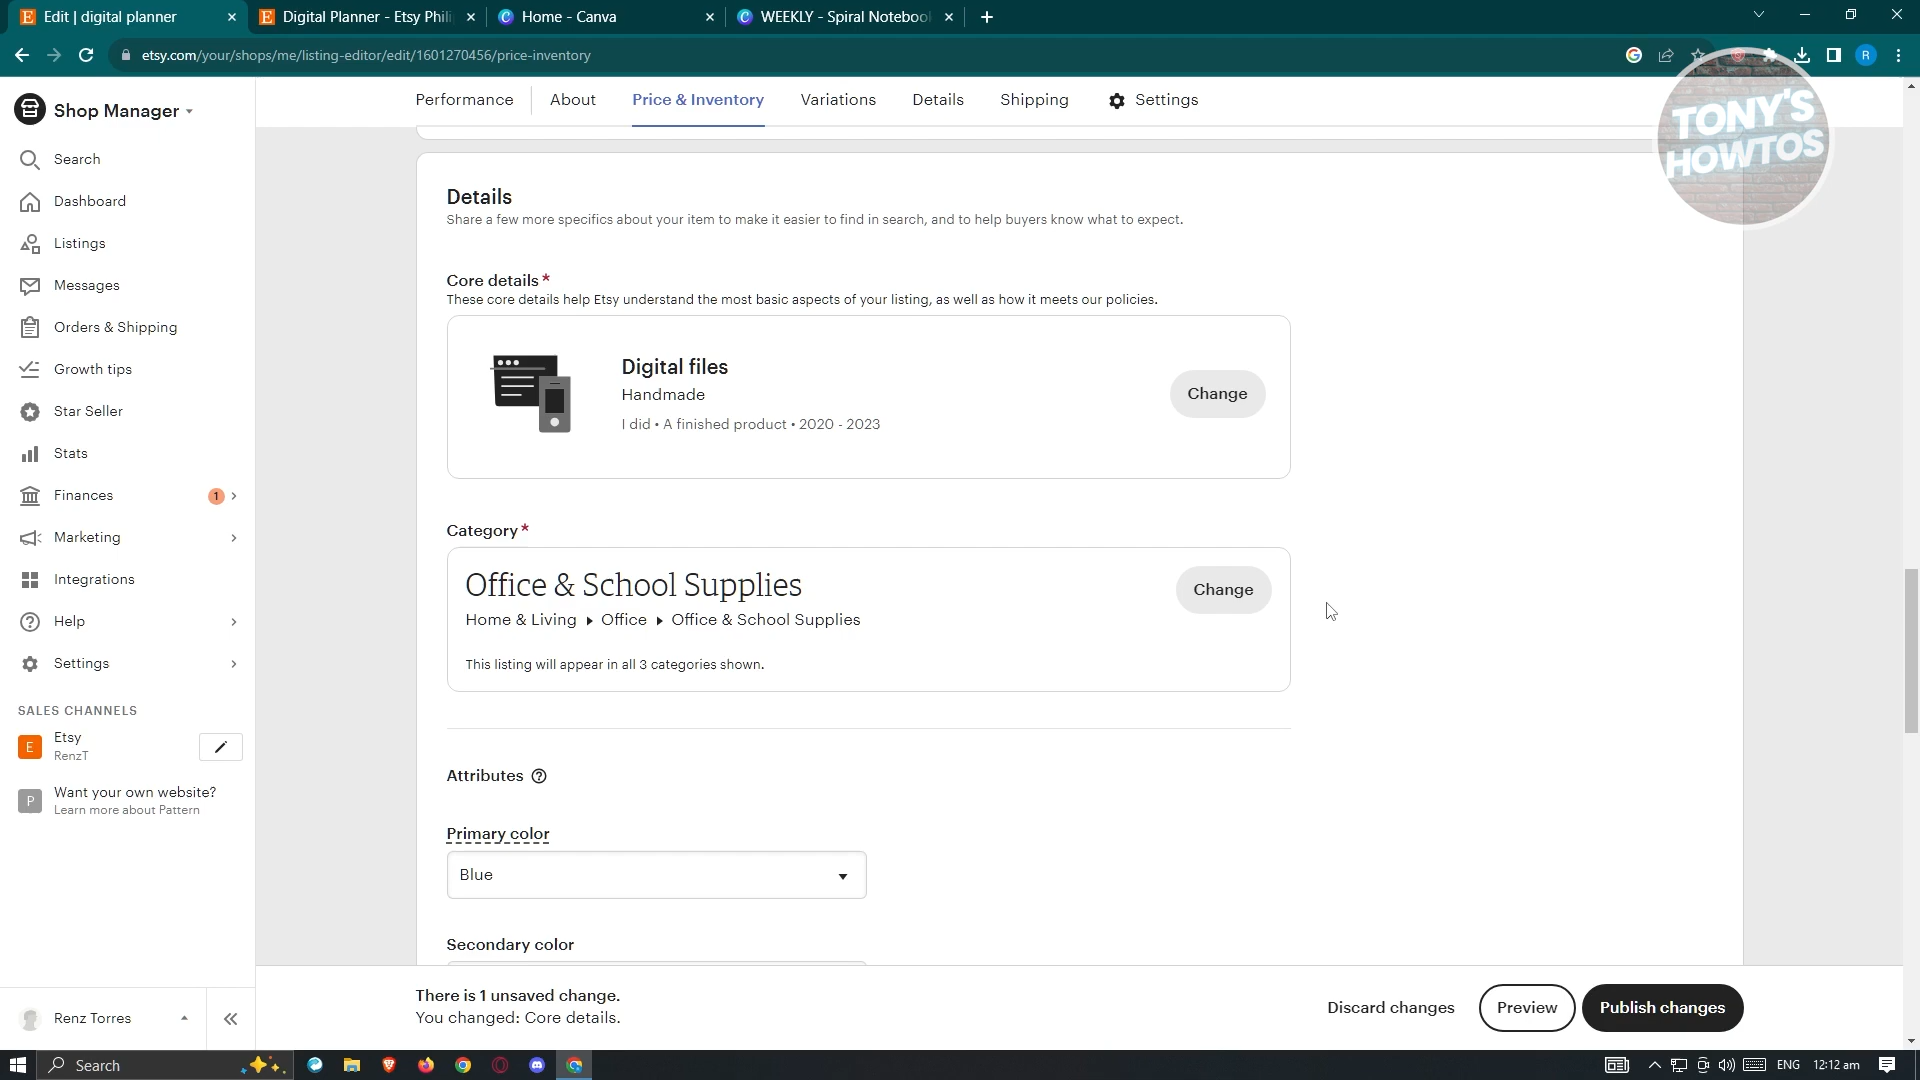 Edit | digital planner
Digital Planner - Etsy Phili
Home - Canva
WEEKLY - Spiral Notebook
etsy.com/your/shops/me/listing-editor/edit/1601270456/price-inventory
R
TONY'S
HOWTOS
Shop Manager
Performance
About
Price & Inventory
Variations
Details
Shipping
Settings
Search
Dashboard
Listings
Messages
Orders & Shipping
Growth tips
Star Seller
Stats
Finances
1
Marketing
Integrations
Help
Settings
SALES CHANNELS
E
Etsy
RenzT
P
Want your own website?
Learn more about Pattern
Renz Torres
Details
Share a few more specifics about your item to make it easier to find in search, and to help buyers know what to expect.
Core details*
These core details help Etsy understand the most basic aspects of your listing, as well as how it meets our policies.
Digital files
Handmade
I did • A finished product • 2020 - 2023
Change
Category*
Office & School Supplies
Home & Living ▸ Office ▸ Office & School Supplies
This listing will appear in all 3 categories shown.
Change
Attributes
Primary color
Blue
Secondary color
There is 1 unsaved change.
You changed: Core details.
Discard changes
Preview
Publish changes
Search
ENG
12:12 am